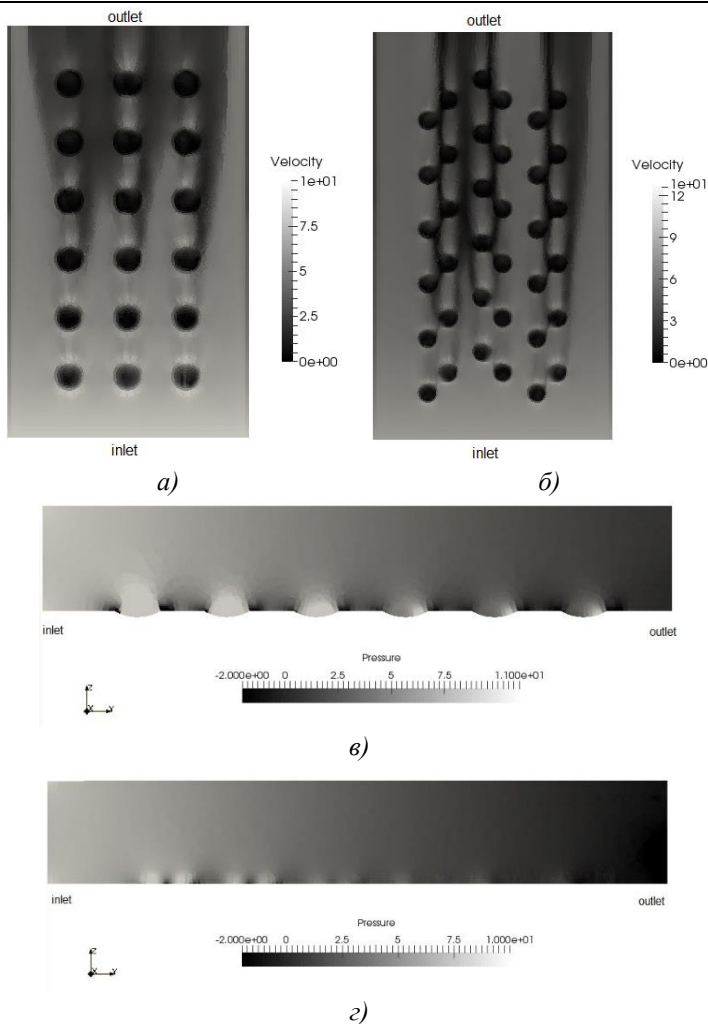 outlet
outlet
Velocity
1e+01
7.5
5
2.5
0e+00
Velocity
1e+01
12
9
6
3
0e+00
inlet
inlet
а)
б)
inlet
outlet
Pressure
-2.000e+00 0 2.5 5 7.5 1.100e+01
Z
X Y
в)
inlet
outlet
Pressure
-2.000e+00 0 2.5 5 7.5 1.000e+01
Z
X Y
г)